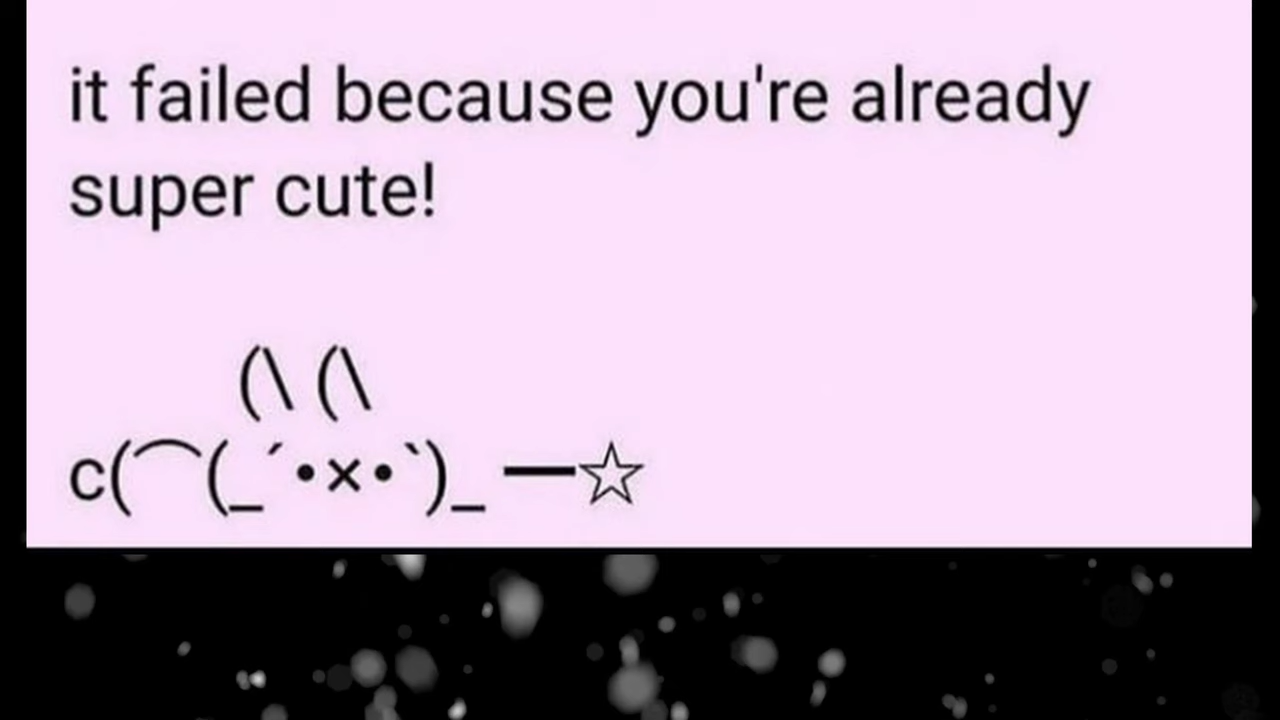 it failed because you're already
super cute!
(\ (\
c(⌒(_´•×•`)_ ━☆